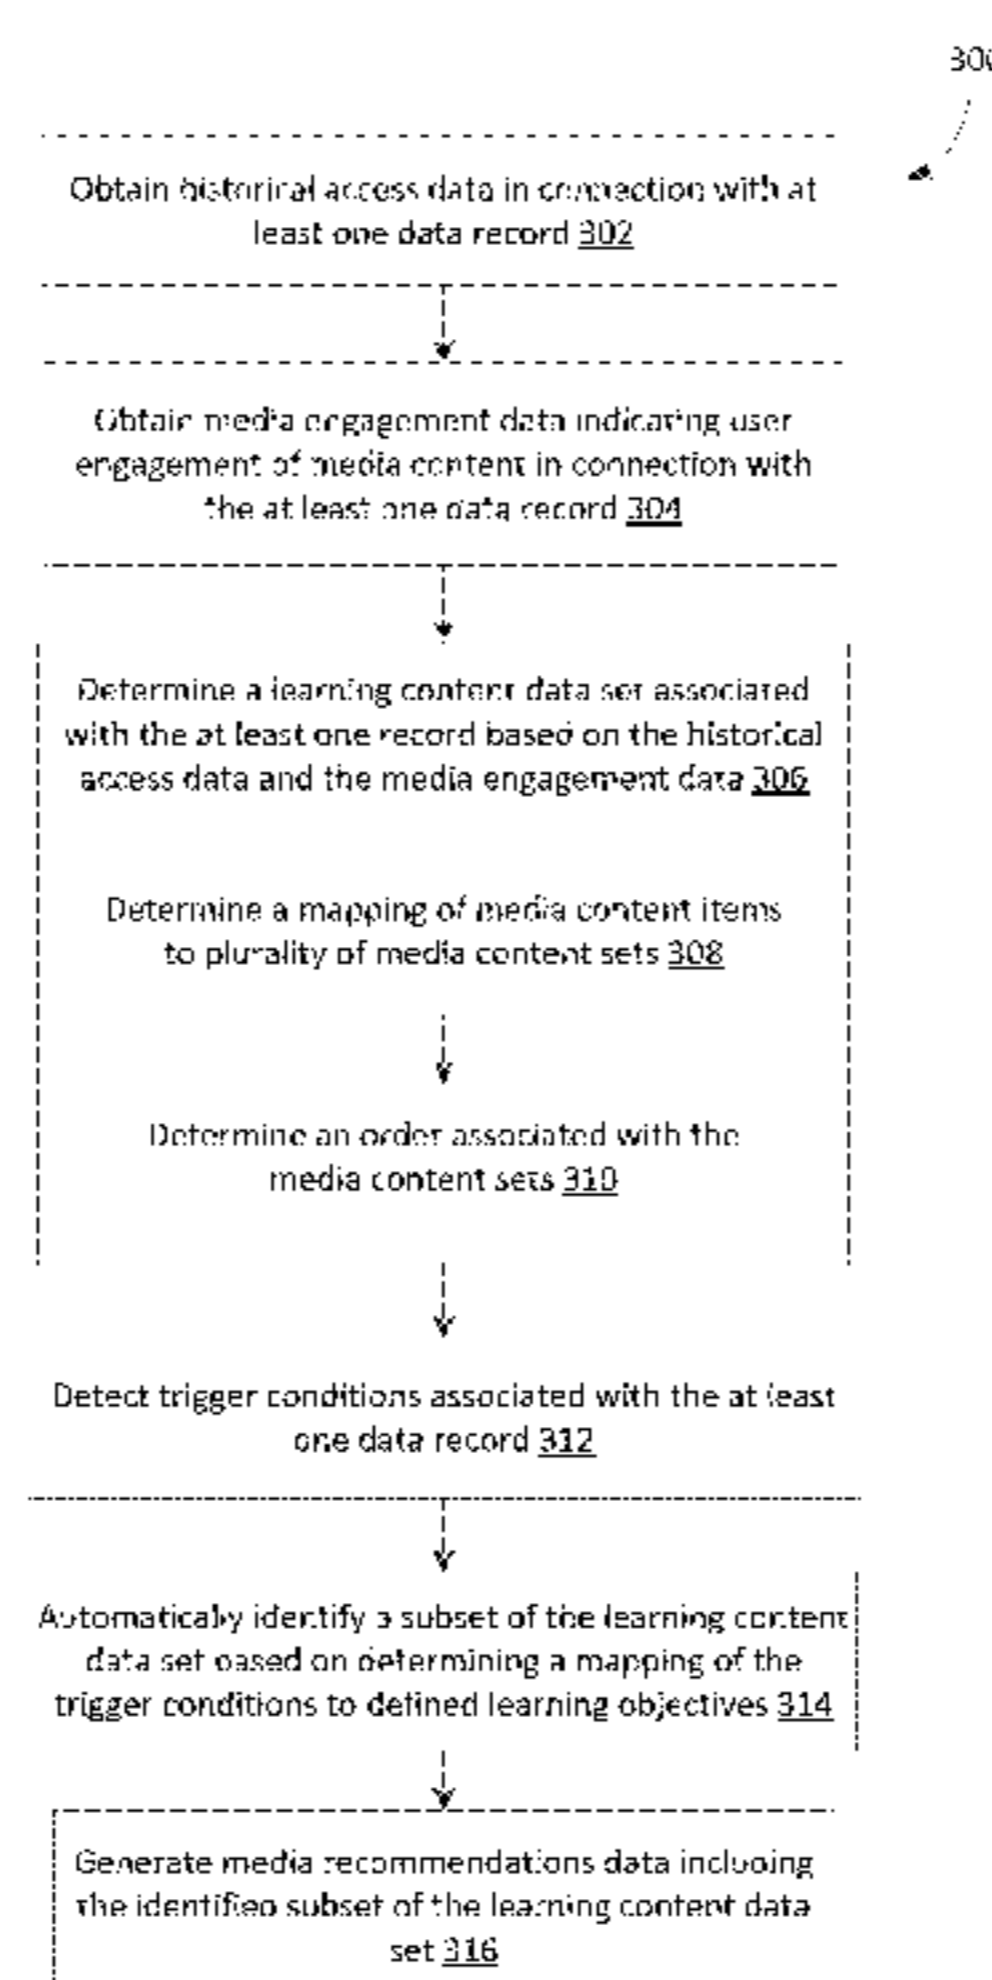 Obtain historical access data in connection with at
least one data record 302
Obtain media engagement data indicating user
engagement of media content in connection with
the at least one data record 304
Determine a learning content data set associated
with the at least one record based on the historical
access data and the media engagement data 306
Determine a mapping of media content items
to plurality of media content sets 308
Determine an order associated with the
media content sets 310
Detect trigger conditions associated with the at least
one data record 312
Automatically identify a subset of the learning content
data set based on determining a mapping of the
trigger conditions to defined learning objectives 314
Generate media recommendations data including
the identified subset of the learning content data
set 316